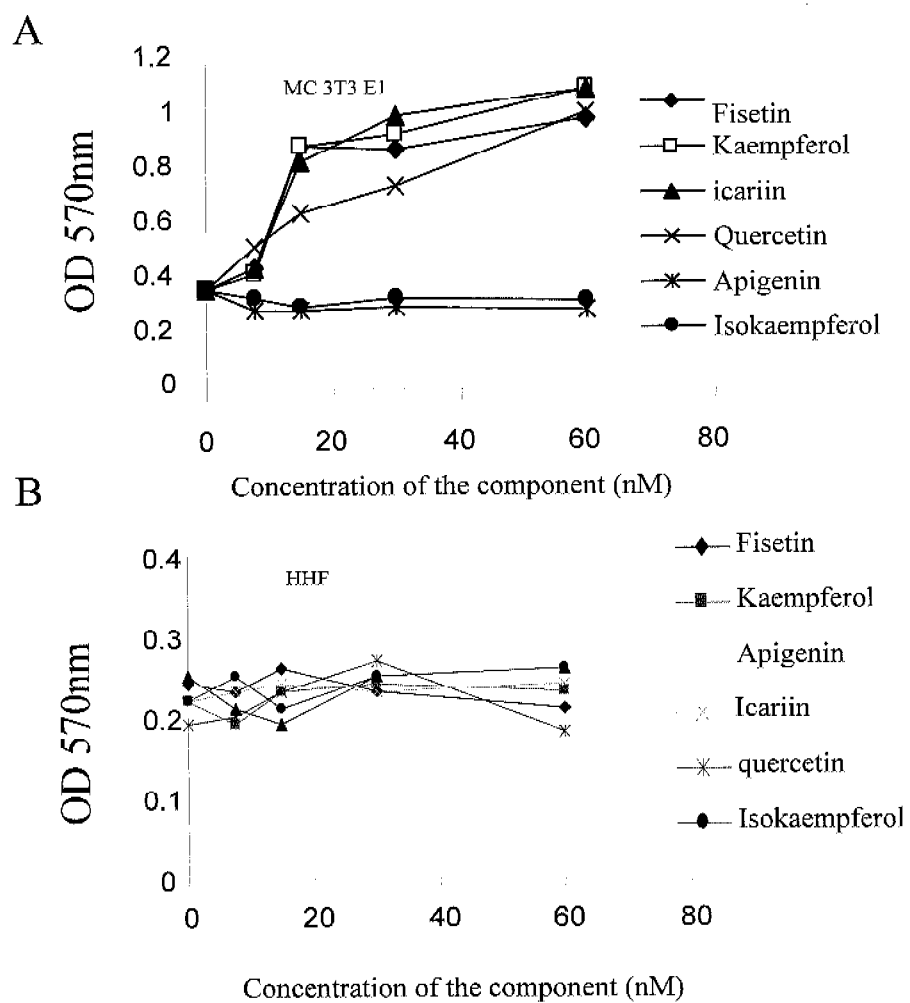 A
1.2
1
0.8
0.6
0.4
0.2
0
OD 570nm
MC 3T3 E1
Fisetin
Kaempferol
icariin
Quercetin
Apigenin
Isokaempferol
0 20 40 60 80
Concentration of the component (nM)
B
0.4
0.3
0.2
0.1
0
OD 570nm
HHF
Fisetin
Kaempferol
Apigenin
Icariin
quercetin
Isokaempferol
0 20 40 60 80
Concentration of the component (nM)